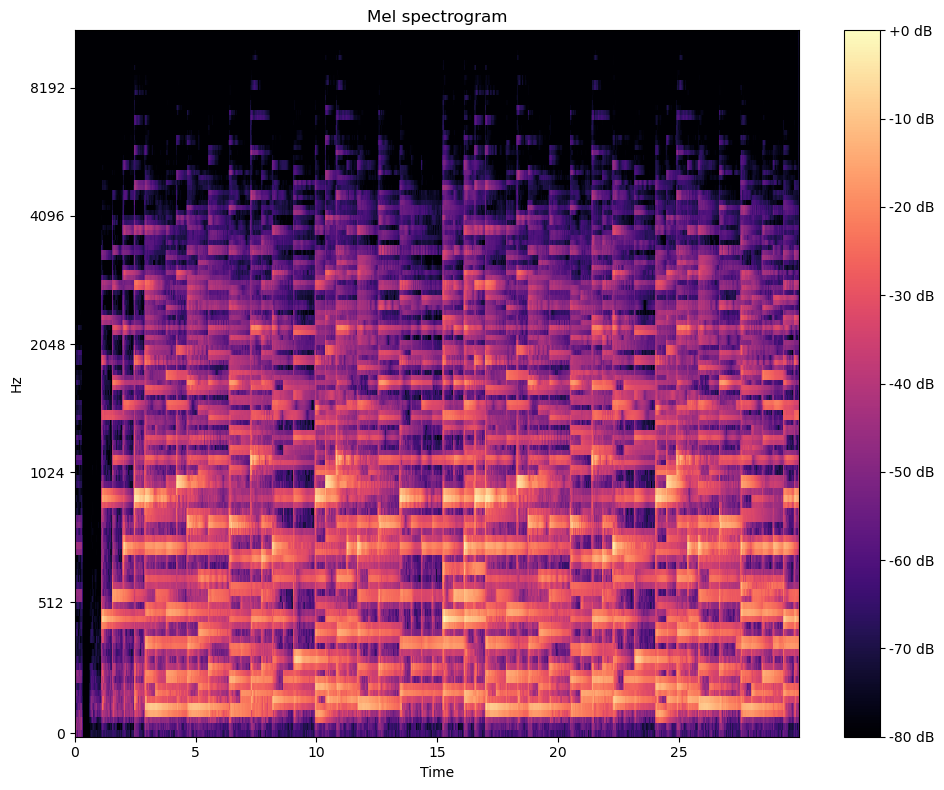 Mel spectrogram
+0 dB
8192
-10 dB
4096
-20 dB
-30 dB
2048
Hz
-40 dB
1024
-50 dB
-60 dB
512
-70 dB
0
-80 dB
0 5 10 15 20 25
Time